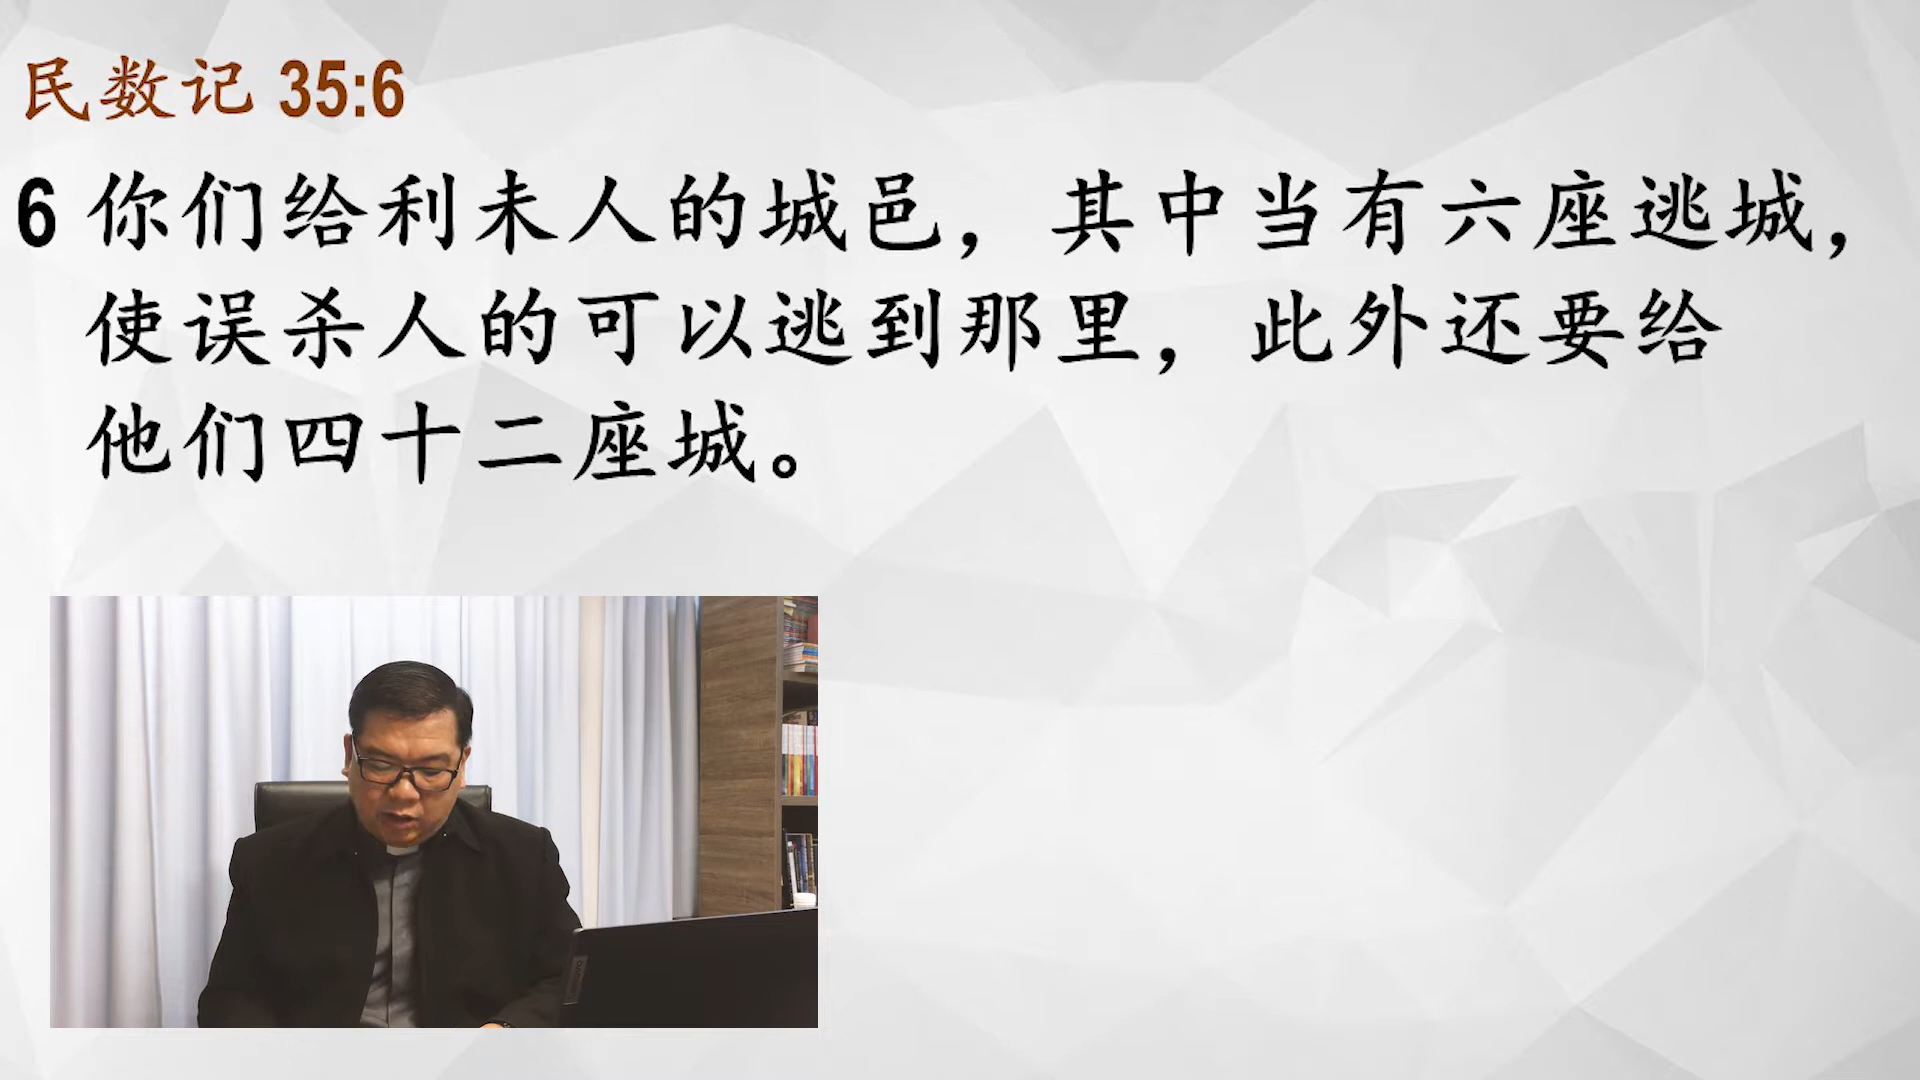 民数记 35:6
6 你们给利未人的城邑，其中当有六座逃城，
使误杀人的可以逃到那里，此外还要给
他们四十二座城。